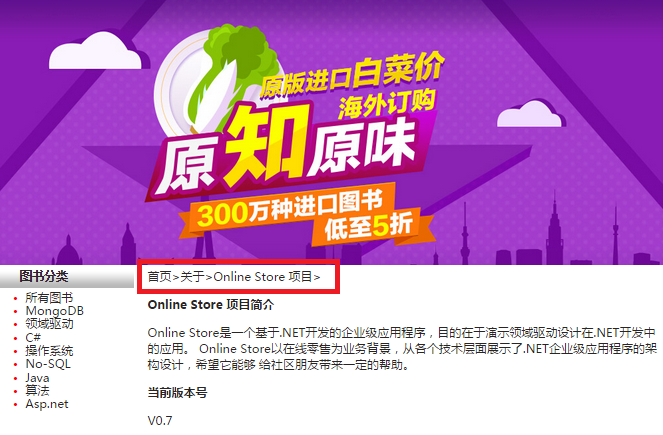 原版进口白菜价
海外订购
原知原味
300万种进口图书
低至5折
图书分类
所有图书
MongoDB
领域驱动
C#
操作系统
No-SQL
Java
算法
Asp.net
首页>关于>Online Store 项目>
Online Store 项目简介
Online Store是一个基于.NET开发的企业级应用程序，目的在于演示领域驱动设计在.NET开发中
的应用。 Online Store以在线零售为业务背景，从各个技术层面展示了.NET企业级应用程序的架
构设计，希望它能够 给社区朋友带来一定的帮助。
当前版本号
V0.7